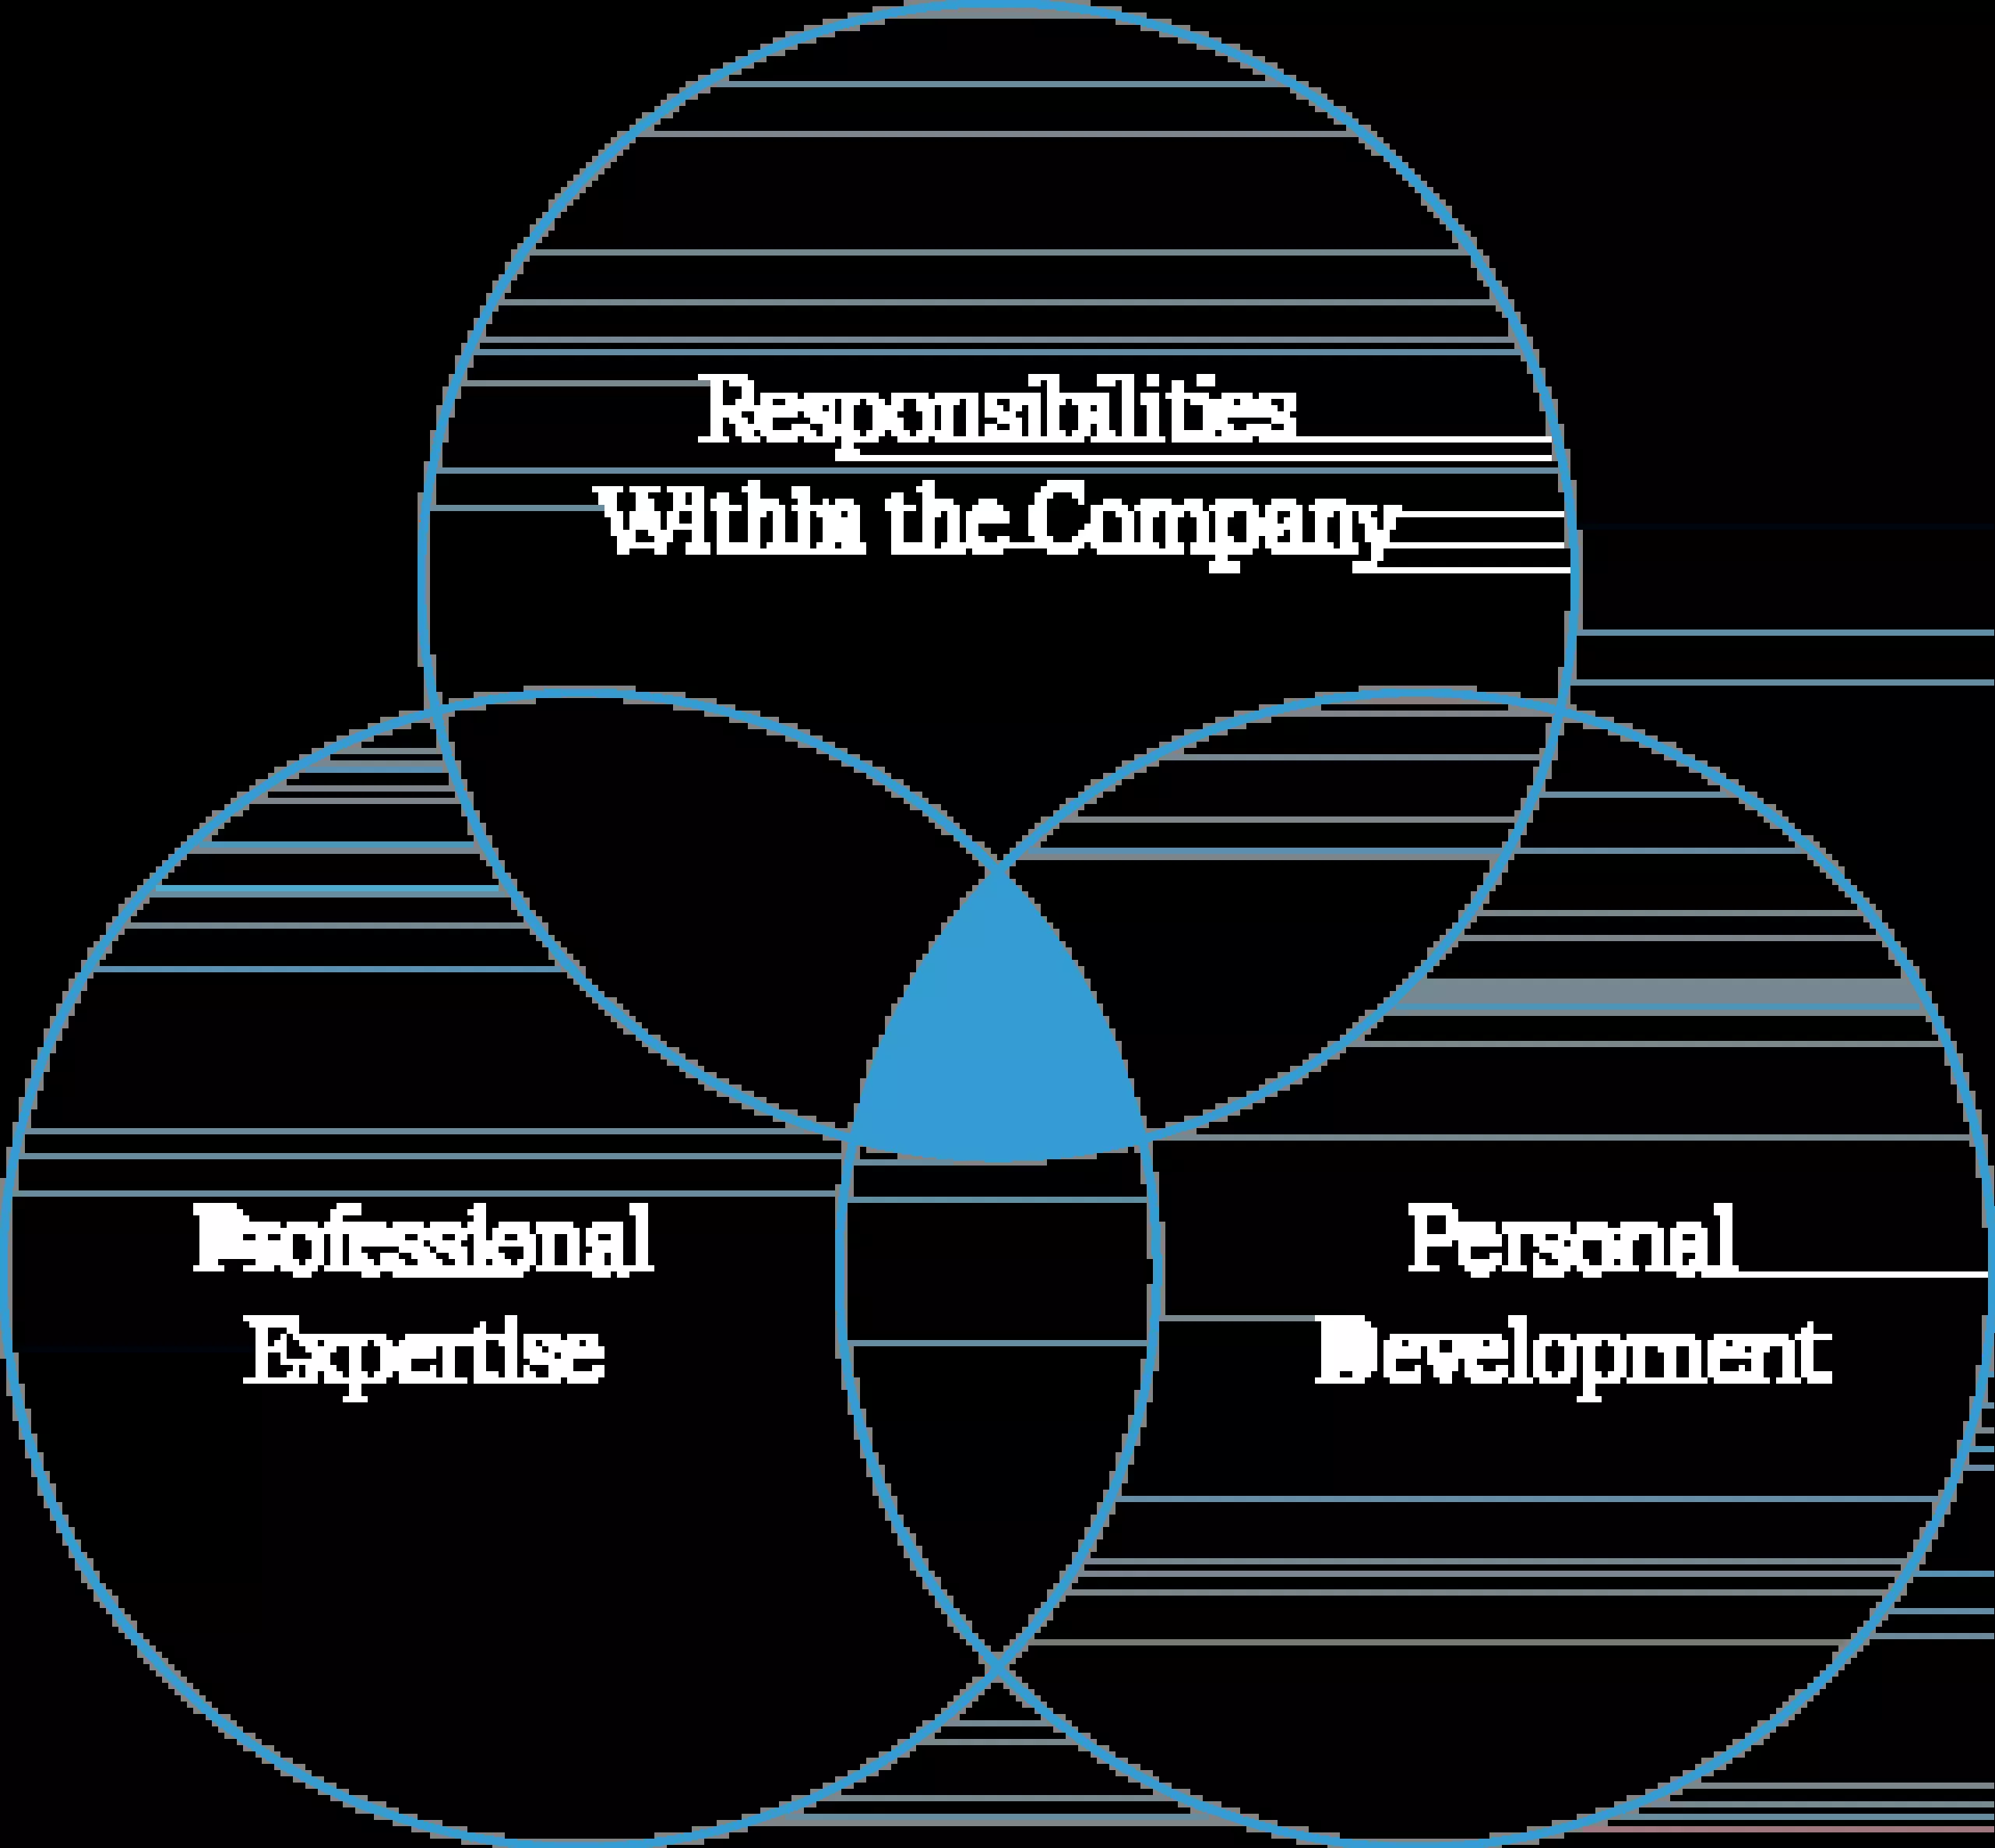 Responsibilities
Within the Company
Professional
Expertise
Personal
Development